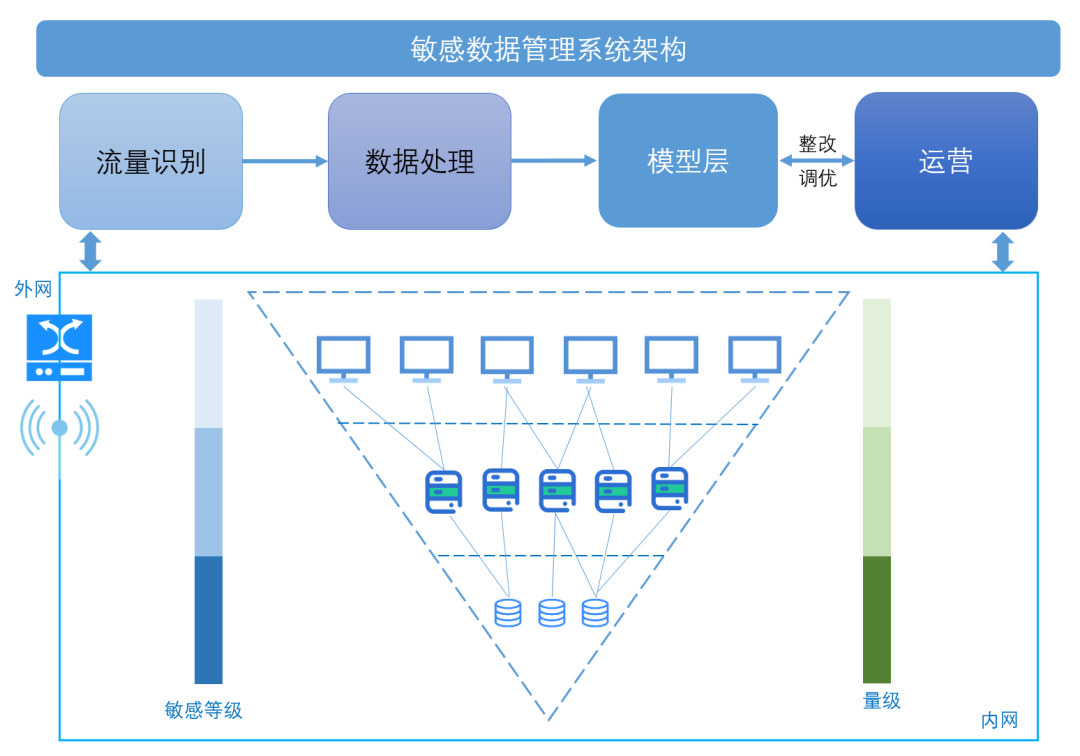 敏感数据管理系统架构
流量识别
数据处理
模型层
整改
调优
运营
外网
敏感等级
量级
内网